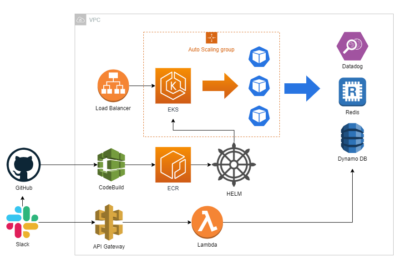 VPC
Auto Scaling group
Datadog
Load Balancer
EKS
Redis
Dynamo DB
GitHub
CodeBuild
ECR
HELM
Slack
API Gateway
Lambda